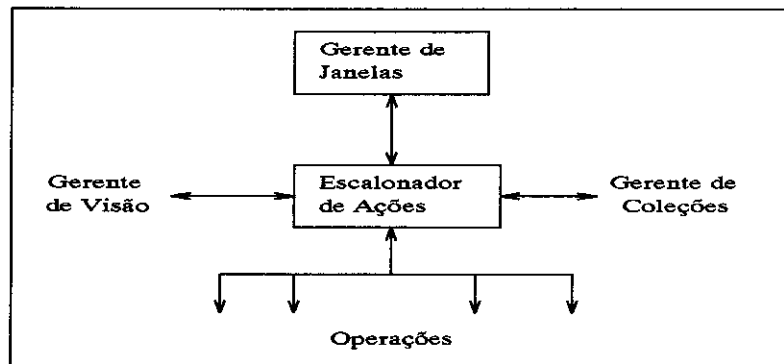 Gerente de
Janelas
Gerente
de Visão
Escalonador
de Ações
Gerente de
Coleções
Operações